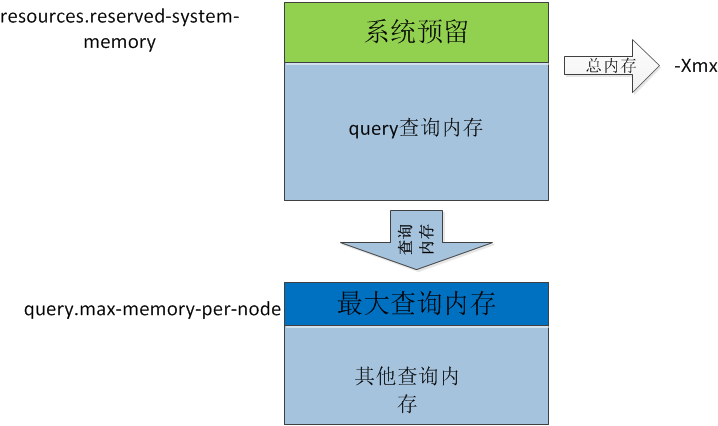 resources.reserved-system-
memory
系统预留
总内存
-Xmx
query查询内存
查询
内存
query.max-memory-per-node
最大查询内存
其他查询内
存